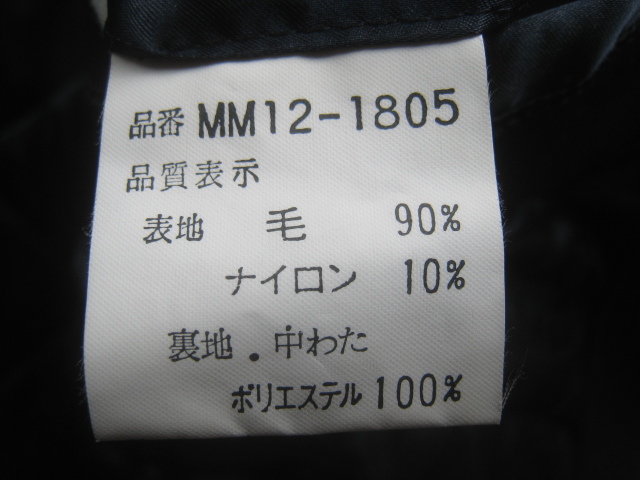 品番 MM12-1805
品質表示
表地 毛 90%
ナイロン 10%
裏地.中わた
ポリエステル 100%